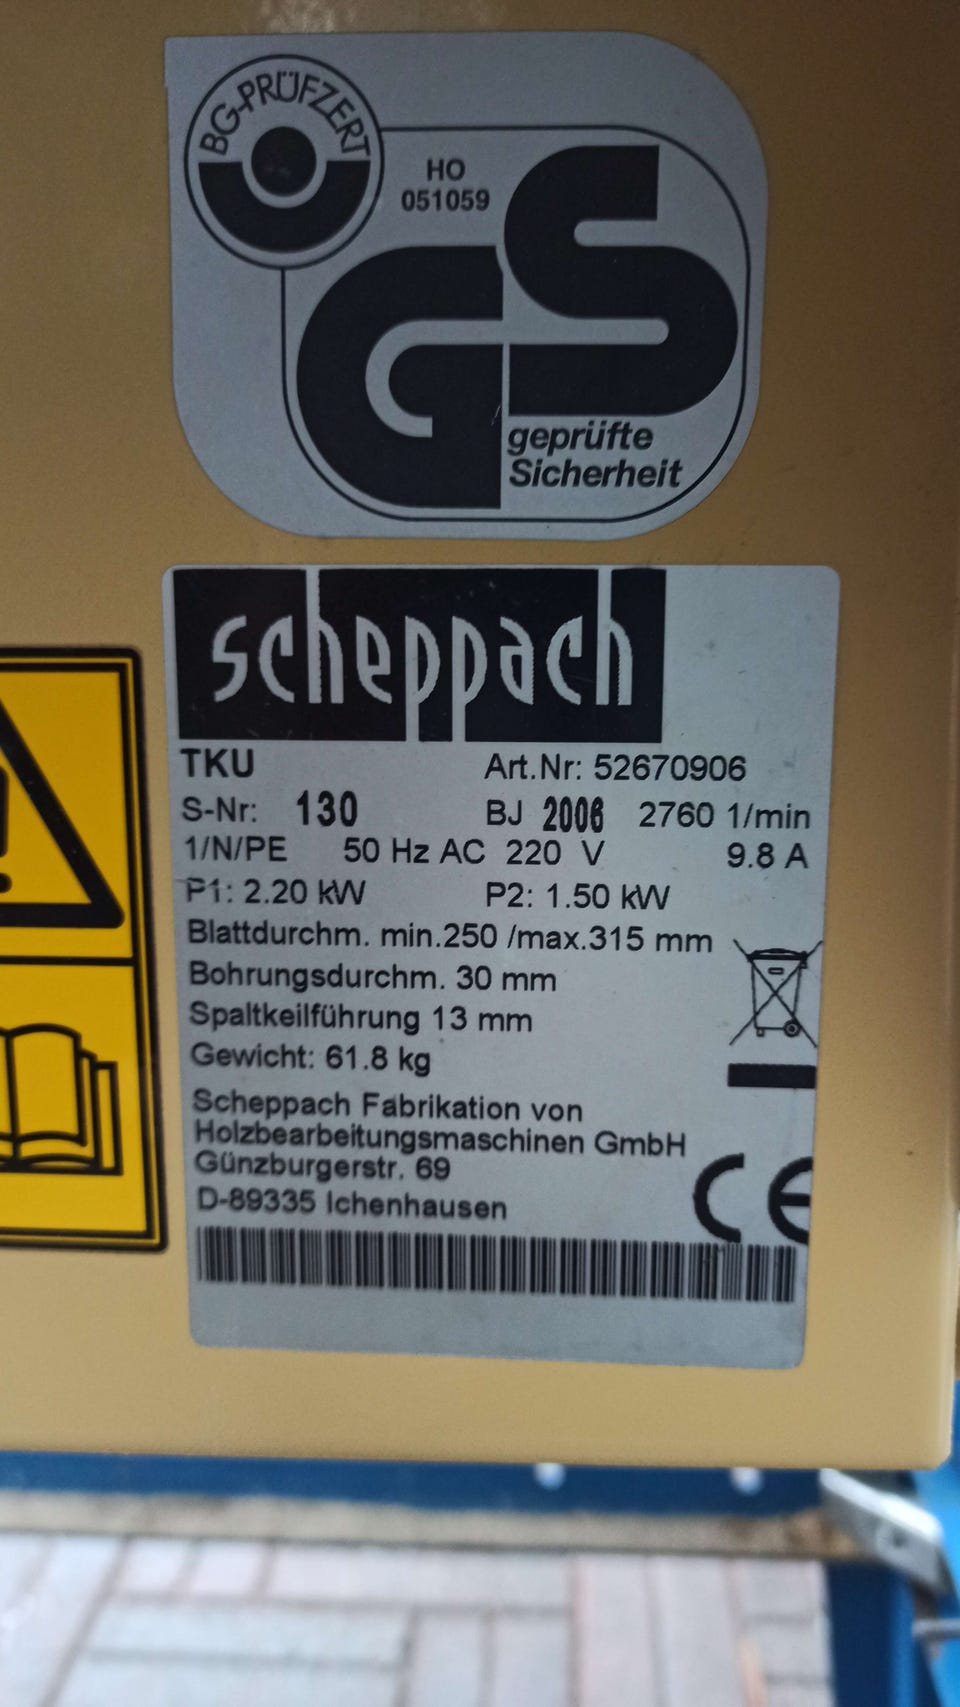 BG-PRÜFZERT
HO
051059
GS
geprüfte
Sicherheit
scheppach
TKU Art.Nr: 52670906
S-Nr: 130 BJ 2006 2760 1/min
1/N/PE 50 Hz AC 220 V 9.8 A
P1: 2.20 kW P2: 1.50 kW
Blattdurchm. min.250 /max.315 mm
Bohrungsdurchm. 30 mm
Spaltkeilführung 13 mm
Gewicht: 61.8 kg
Scheppach Fabrikation von
Holzbearbeitungsmaschinen GmbH
Günzburgerstr. 69
D-89335 Ichenhausen
CE